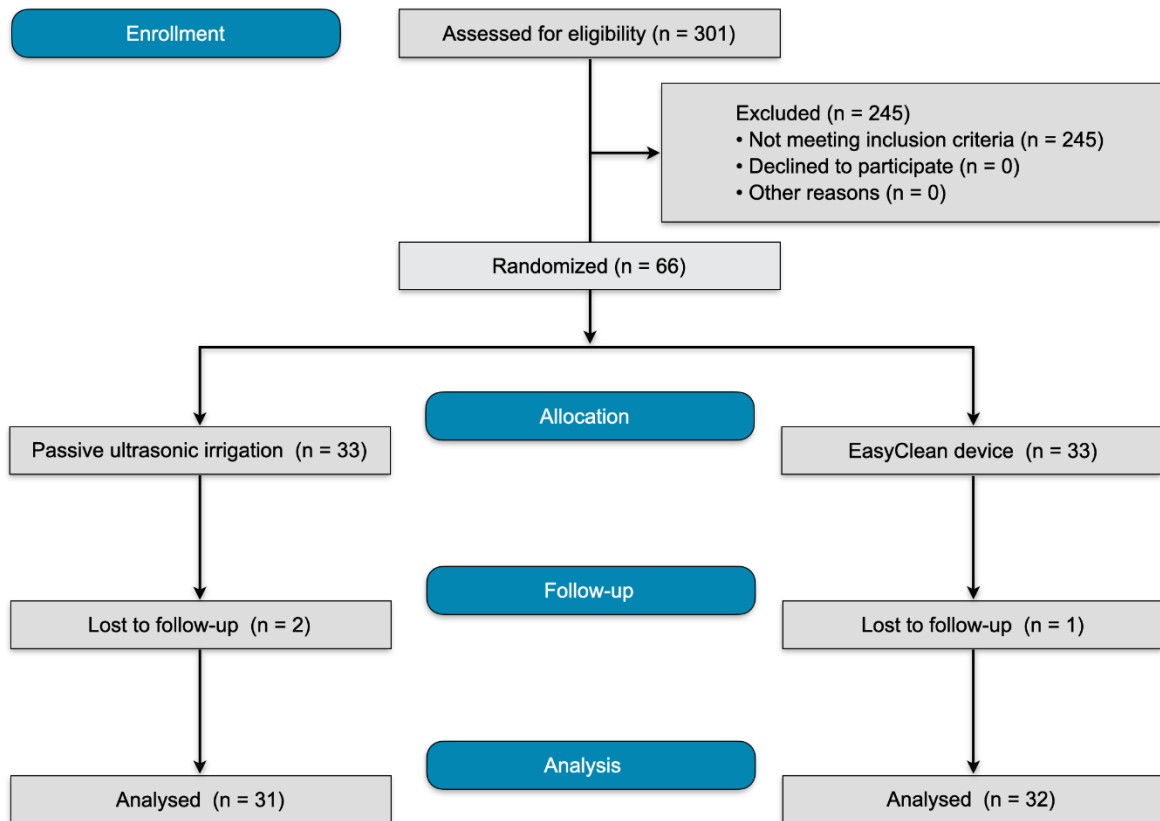 Enrollment
Assessed for eligibility (n = 301)
Excluded (n = 245)
• Not meeting inclusion criteria (n = 245)
• Declined to participate (n = 0)
• Other reasons (n = 0)
Randomized (n = 66)
Allocation
Passive ultrasonic irrigation (n = 33)
EasyClean device (n = 33)
Follow-up
Lost to follow-up (n = 2)
Lost to follow-up (n = 1)
Analysis
Analysed (n = 31)
Analysed (n = 32)